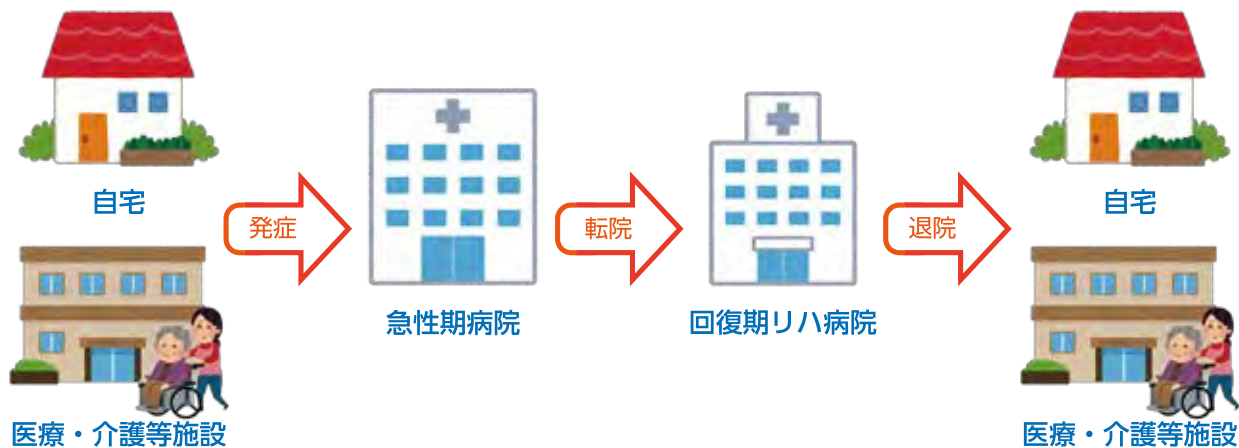 自宅
医療・介護等施設
発症
急性期病院
転院
回復期リハ病院
退院
自宅
医療・介護等施設